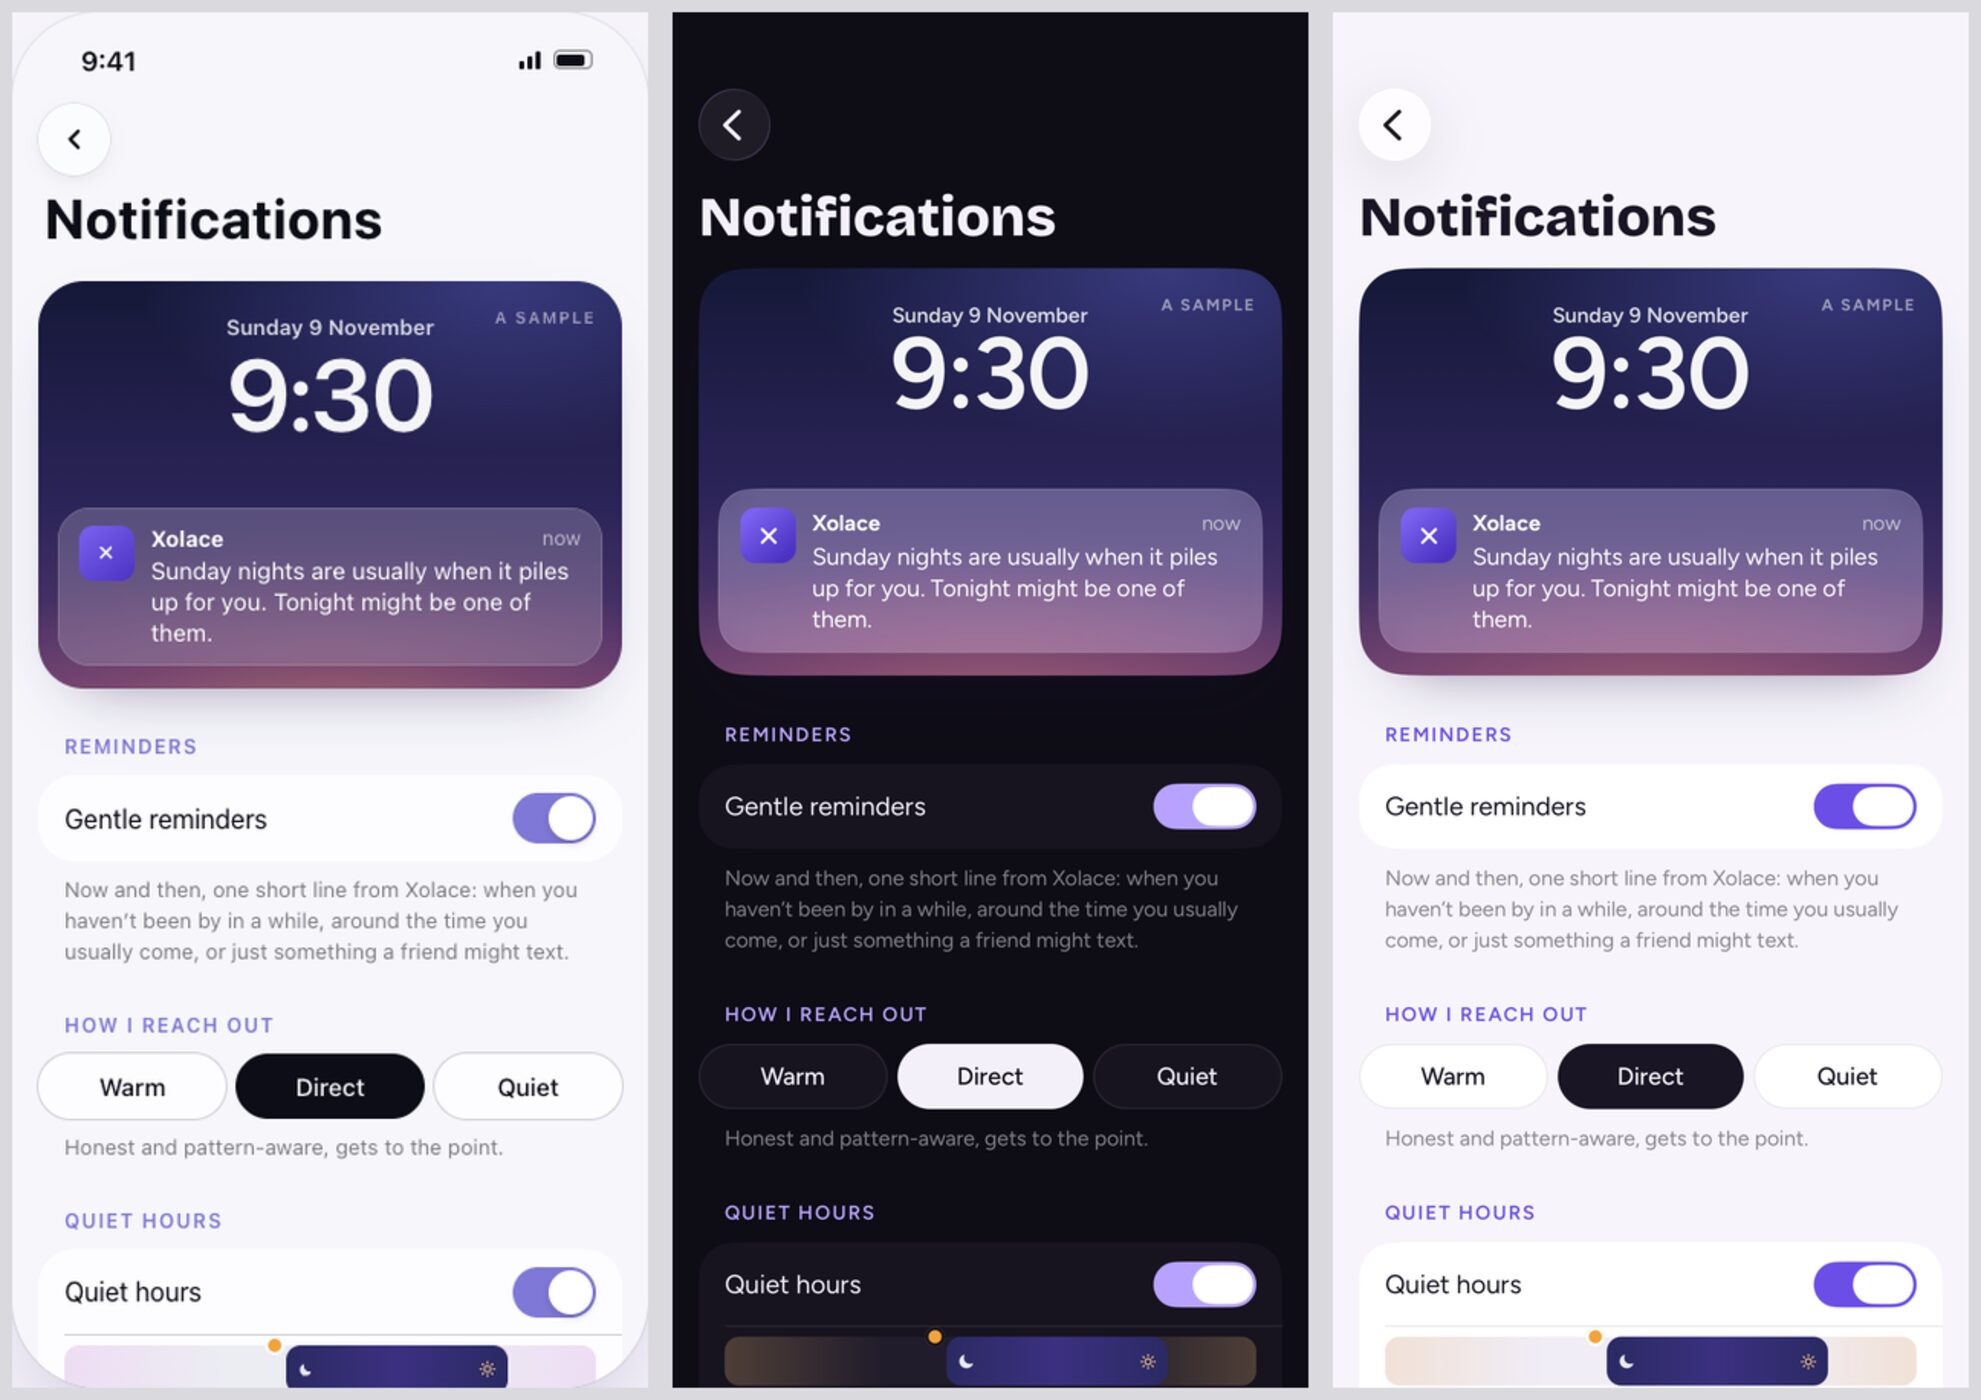 9:41
Notifications
Sunday 9 November
A SAMPLE
9:30
Xolace
now
Sunday nights are usually when it piles
up for you. Tonight might be one of
them.
REMINDERS
Gentle reminders
Now and then, one short line from Xolace: when you
haven’t been by in a while, around the time you
usually come, or just something a friend might text.
HOW I REACH OUT
Warm
Direct
Quiet
Honest and pattern-aware, gets to the point.
QUIET HOURS
Quiet hours
Notifications
Sunday 9 November
A SAMPLE
9:30
Xolace
now
Sunday nights are usually when it piles
up for you. Tonight might be one of
them.
REMINDERS
Gentle reminders
Now and then, one short line from Xolace: when you
haven’t been by in a while, around the time you usually
come, or just something a friend might text.
HOW I REACH OUT
Warm
Direct
Quiet
Honest and pattern-aware, gets to the point.
QUIET HOURS
Quiet hours
Notifications
Sunday 9 November
A SAMPLE
9:30
Xolace
now
Sunday nights are usually when it piles
up for you. Tonight might be one of
them.
REMINDERS
Gentle reminders
Now and then, one short line from Xolace: when you
haven’t been by in a while, around the time you usually
come, or just something a friend might text.
HOW I REACH OUT
Warm
Direct
Quiet
Honest and pattern-aware, gets to the point.
QUIET HOURS
Quiet hours